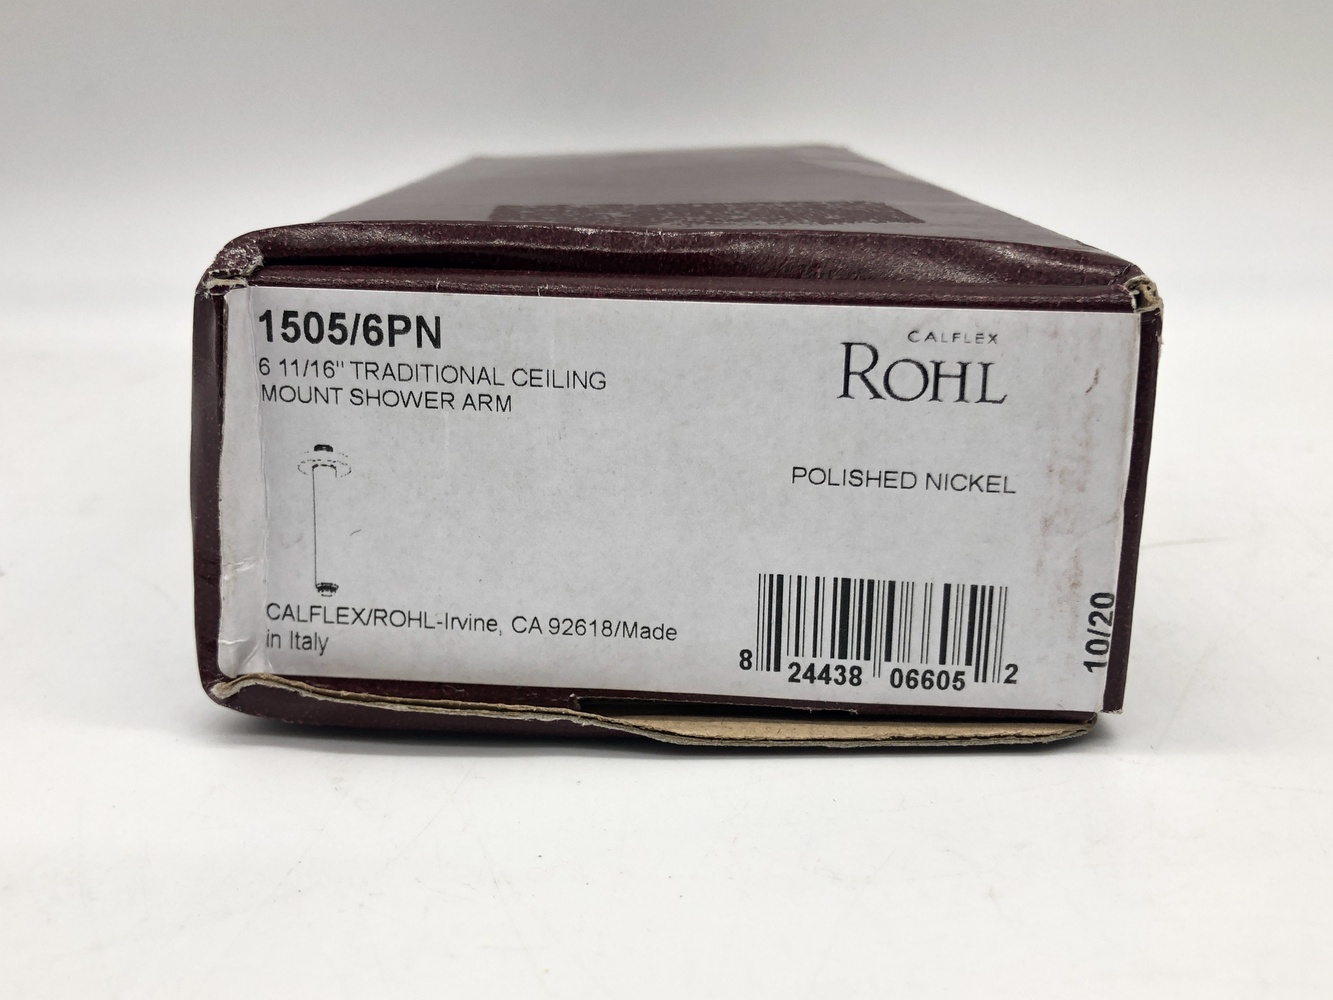 1505/6PN
6 11/16" TRADITIONAL CEILING
MOUNT SHOWER ARM
CALFLEX
ROHL
POLISHED NICKEL
CALFLEX/ROHL-Irvine, CA 92618/Made
in Italy
8 24438 06605 2
10/20